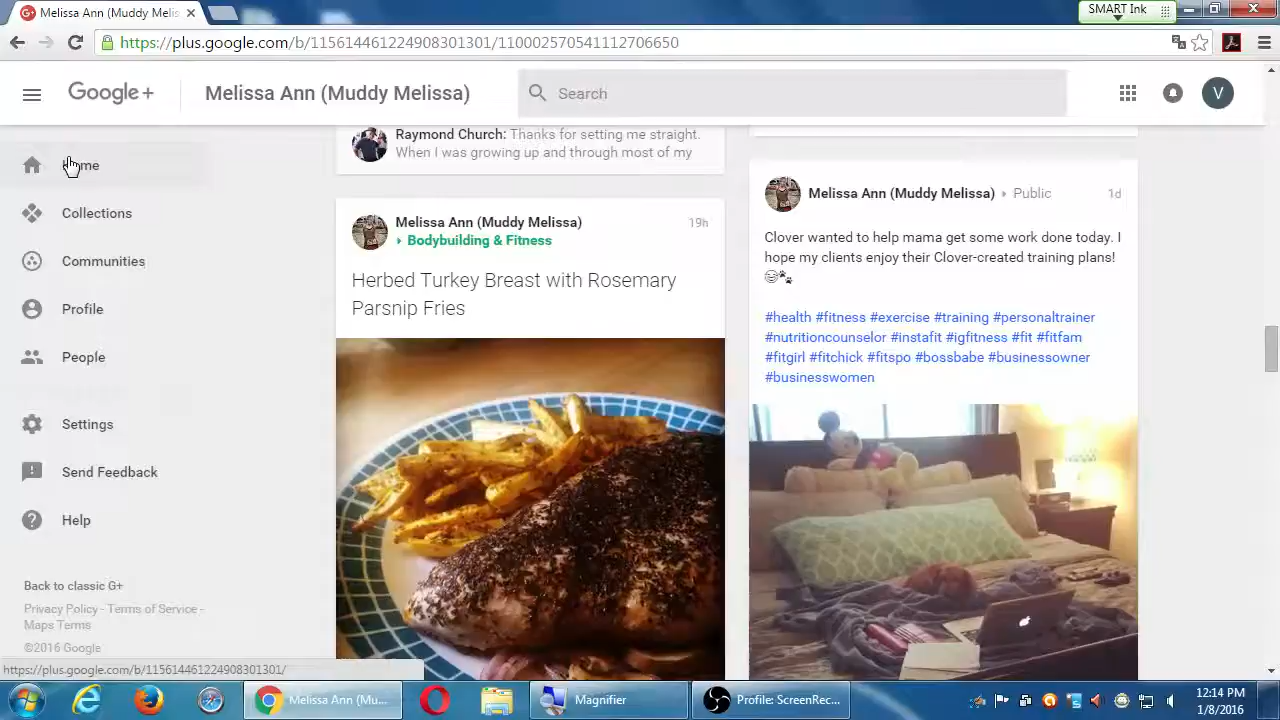 Melissa Ann (Muddy Melis
SMART Ink
https://plus.google.com/b/115614461224908301301/110702570541112706650
Google+
Melissa Ann (Muddy Melissa)
Search
V
Home
Collections
Communities
Profile
People
Settings
Send Feedback
Help
Back to classic G+
Privacy Policy - Terms of Service -
Maps Terms
©2016 Google
Raymond Church: Thanks for setting me straight.
When I was growing up and through most of my
Melissa Ann (Muddy Melissa)
19h
Bodybuilding & Fitness
Herbed Turkey Breast with Rosemary
Parsnip Fries
Melissa Ann (Muddy Melissa) Public
1d
Clover wanted to help mama get some work done today. I
hope my clients enjoy their Clover-created training plans!
#health #fitness #exercise #training #personaltrainer
#nutritioncounselor #instafit #igfitness #fit #fitfam
#fitgirl #fitchick #fitspo #bossbabe #businessowner
#businesswomen
https://plus.google.com/b/115614461224908301301/
Melissa Ann (Mu...
Magnifier
Profile: ScreenRec...
12:14 PM
1/8/2016